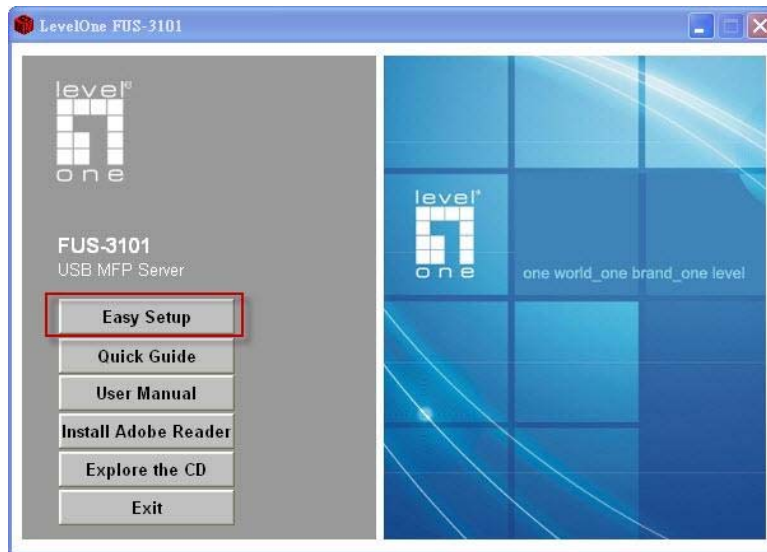 LevelOne FUS-3101
level®
one
FUS-3101
USB MFP Server
Easy Setup
Quick Guide
User Manual
Install Adobe Reader
Explore the CD
Exit
level®
one
one world_one brand_one level